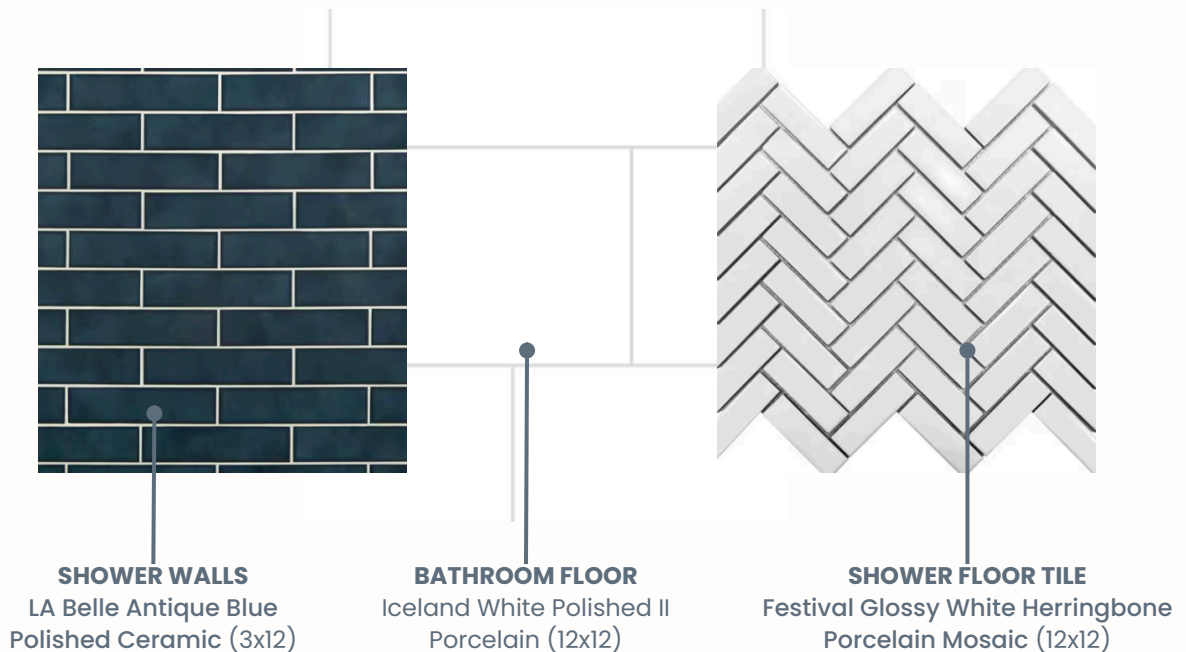 SHOWER WALLS
LA Belle Antique Blue
Polished Ceramic (3x12)
BATHROOM FLOOR
Iceland White Polished II
Porcelain (12x12)
SHOWER FLOOR TILE
Festival Glossy White Herringbone
Porcelain Mosaic (12x12)